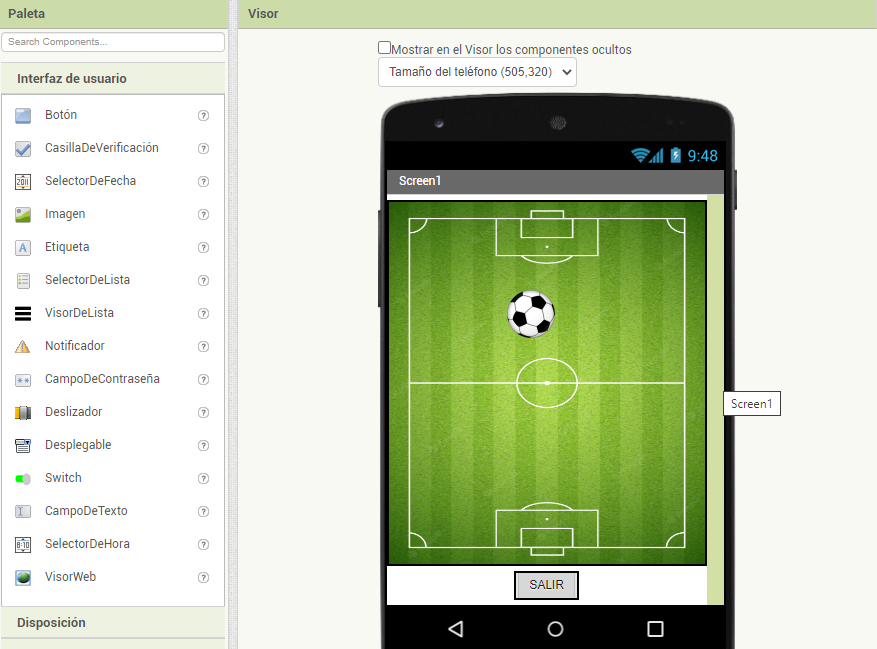 Paleta
Search Components...
Interfaz de usuario
Botón
CasillaDeVerificación
SelectorDeFecha
Imagen
Etiqueta
SelectorDeLista
VisorDeLista
Notificador
CampoDeContraseña
Deslizador
Desplegable
Switch
CampoDeTexto
SelectorDeHora
VisorWeb
Disposición
Visor
Mostrar en el Visor los componentes ocultos
Tamaño del teléfono (505,320)
9:48
Screen1
Screen1
SALIR